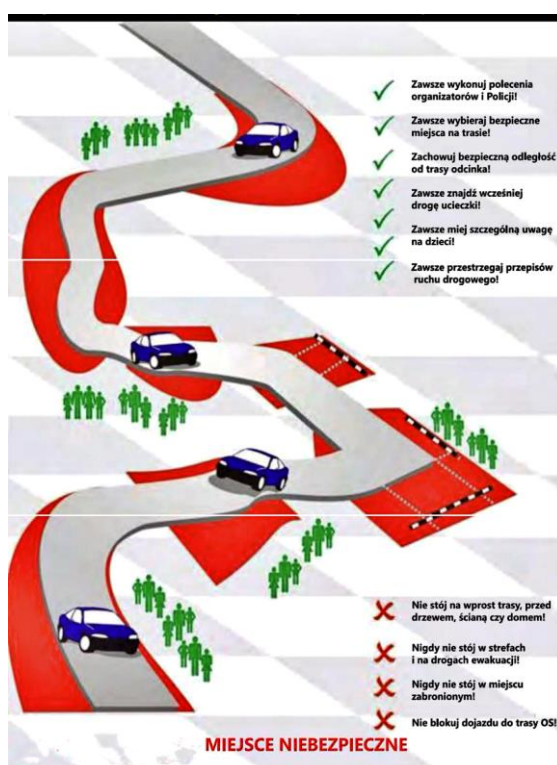 Zawsze wykonuj polecenia
organizatorów i Policji!
Zawsze wybieraj bezpieczne
miejsca na trasie!
Zachowuj bezpieczną odległość
od trasy odcinka!
Zawsze znajdź wcześniej
drogę ucieczki!
Zawsze miej szczególną uwagę
na dzieci!
Zawsze przestrzegaj przepisów
ruchu drogowego!
Nie stój na wprost trasy, przed
drzewem, ścianą czy domem!
Nigdy nie stój w strefach
i na drogach ewakuacji!
Nigdy nie stój w miejscu
zabronionym!
Nie blokuj dojazdu do trasy OS!
MIEJSCE NIEBEZPIECZNE